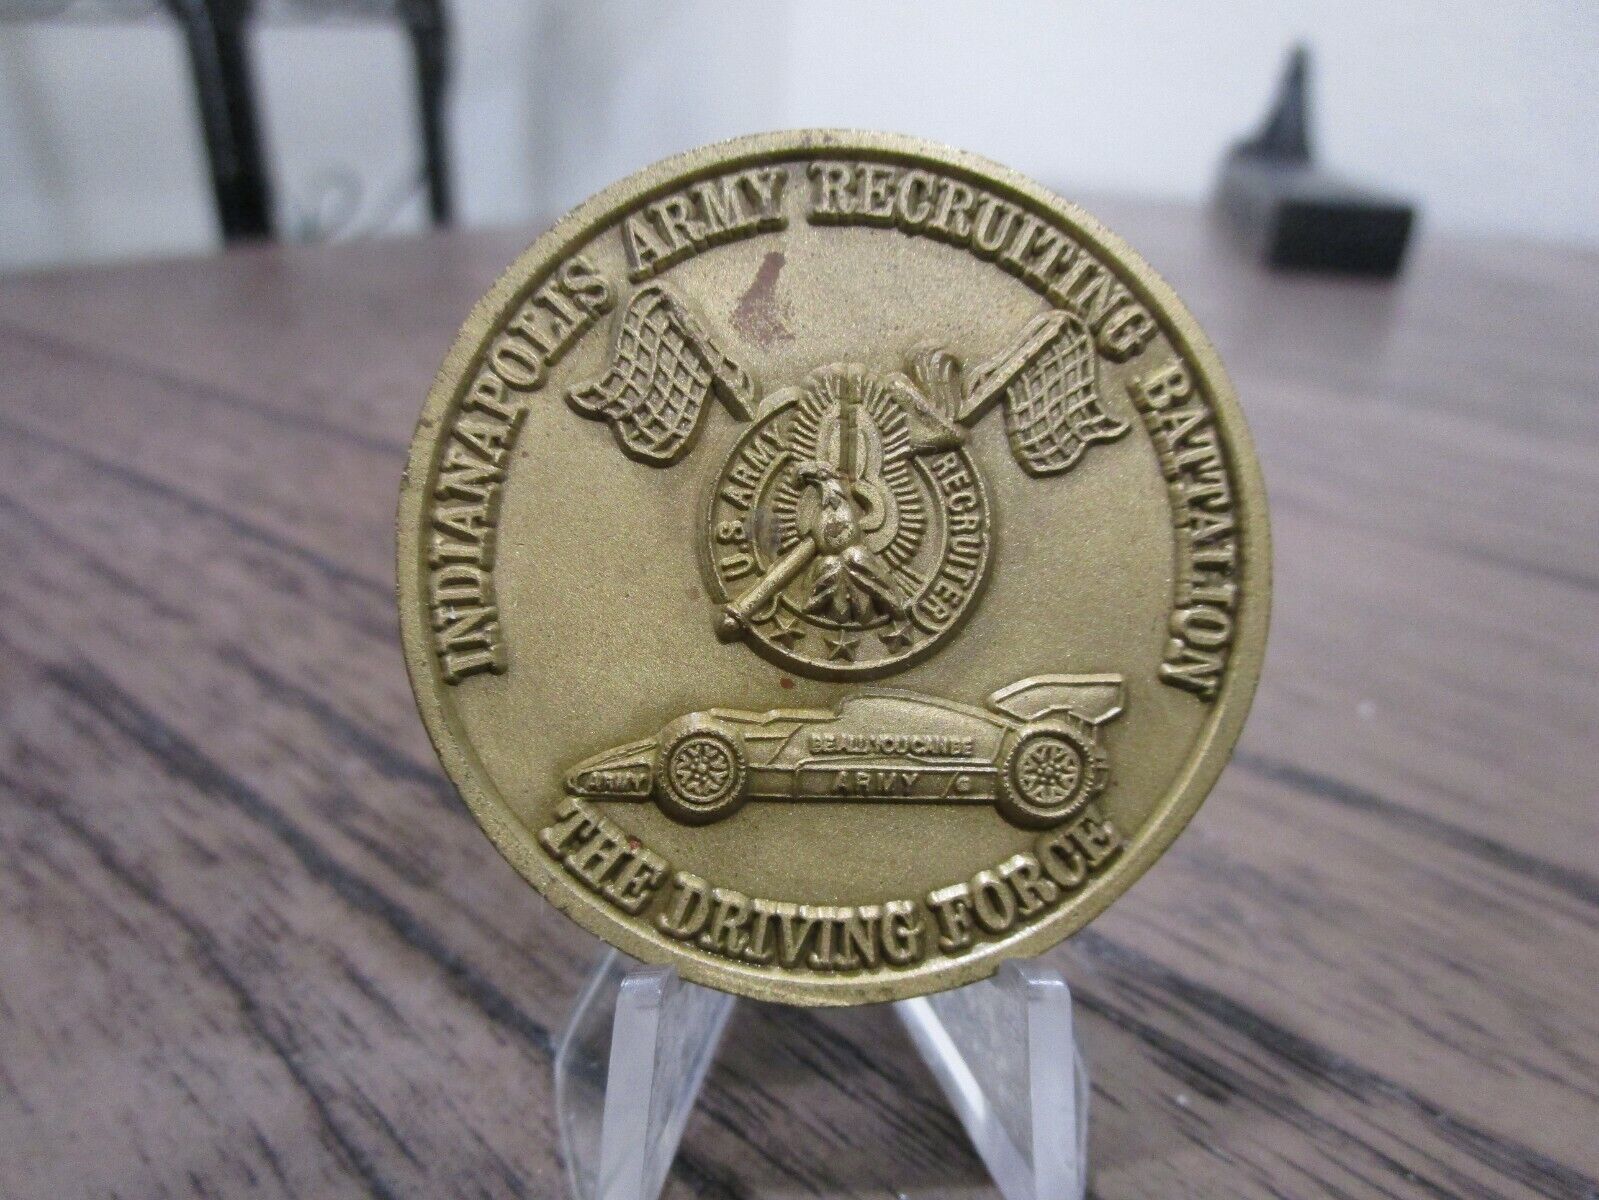 INDIANAPOLIS ARMY RECRUITING BATTALION
U.S. ARMY RECRUITER
BE ALL YOU CAN BE
ARMY
ARMY
THE DRIVING FORCE